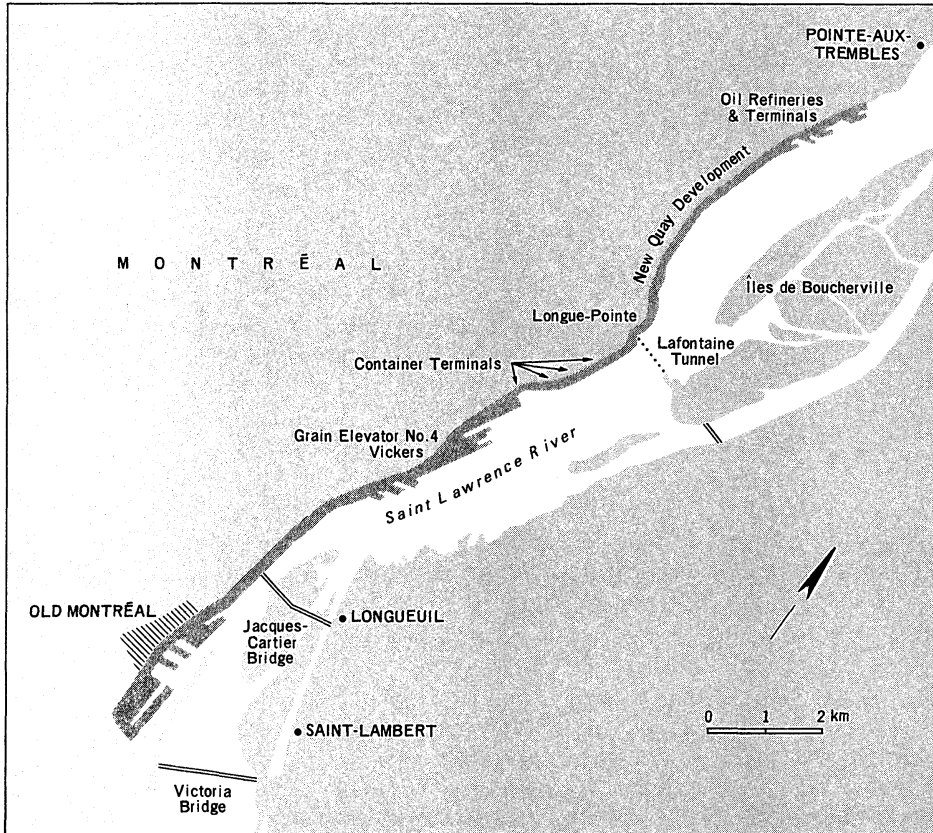 POINTE-AUX-
TREMBLES
Oil Refineries
& Terminals
New Quay Development
MONTRÉAL
Îles de Boucherville
Longue-Pointe
Lafontaine
Tunnel
Container Terminals
Grain Elevator No.4
Vickers
Saint Lawrence River
OLD MONTRÉAL
Jacques-
Cartier
Bridge
LONGUEUIL
SAINT-LAMBERT
0 1 2 km
Victoria
Bridge